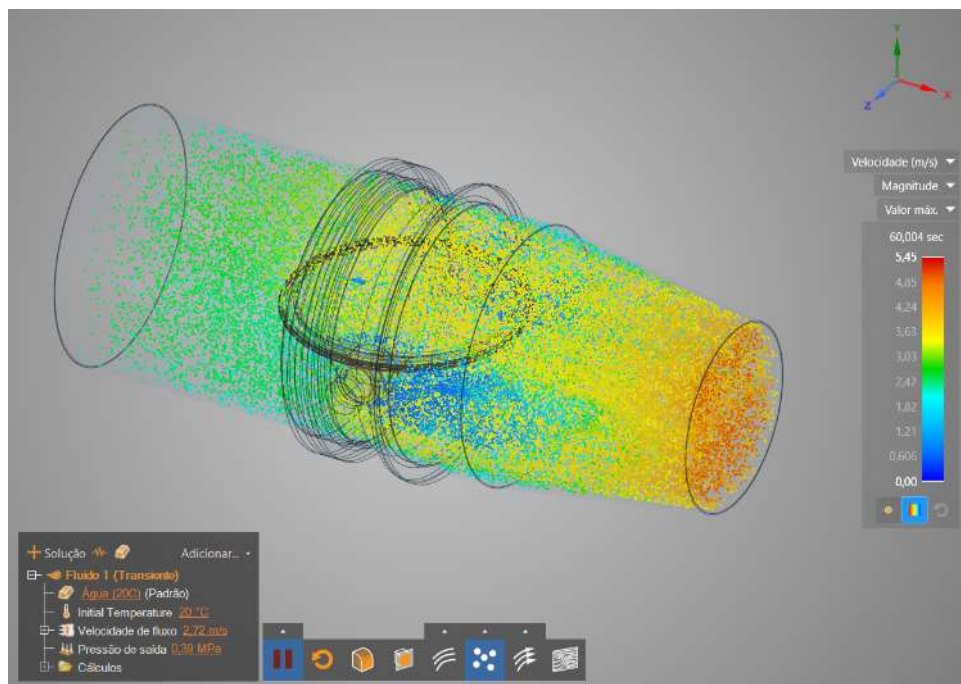 Y
X
Z
Velocidade (m/s)
Magnitude
Valor máx.
60,004 sec
5,45
4,85
4,24
3,63
3,03
2,42
1,82
1,21
0,606
0,00
Solução Adicionar...
Fluido 1 (Transiente)
Água (20C) (Padrão)
Initial Temperature 20 °C
Velocidade de fluxo 2,72 m/s
Pressão de saída 0,39 MPa
Cálculos